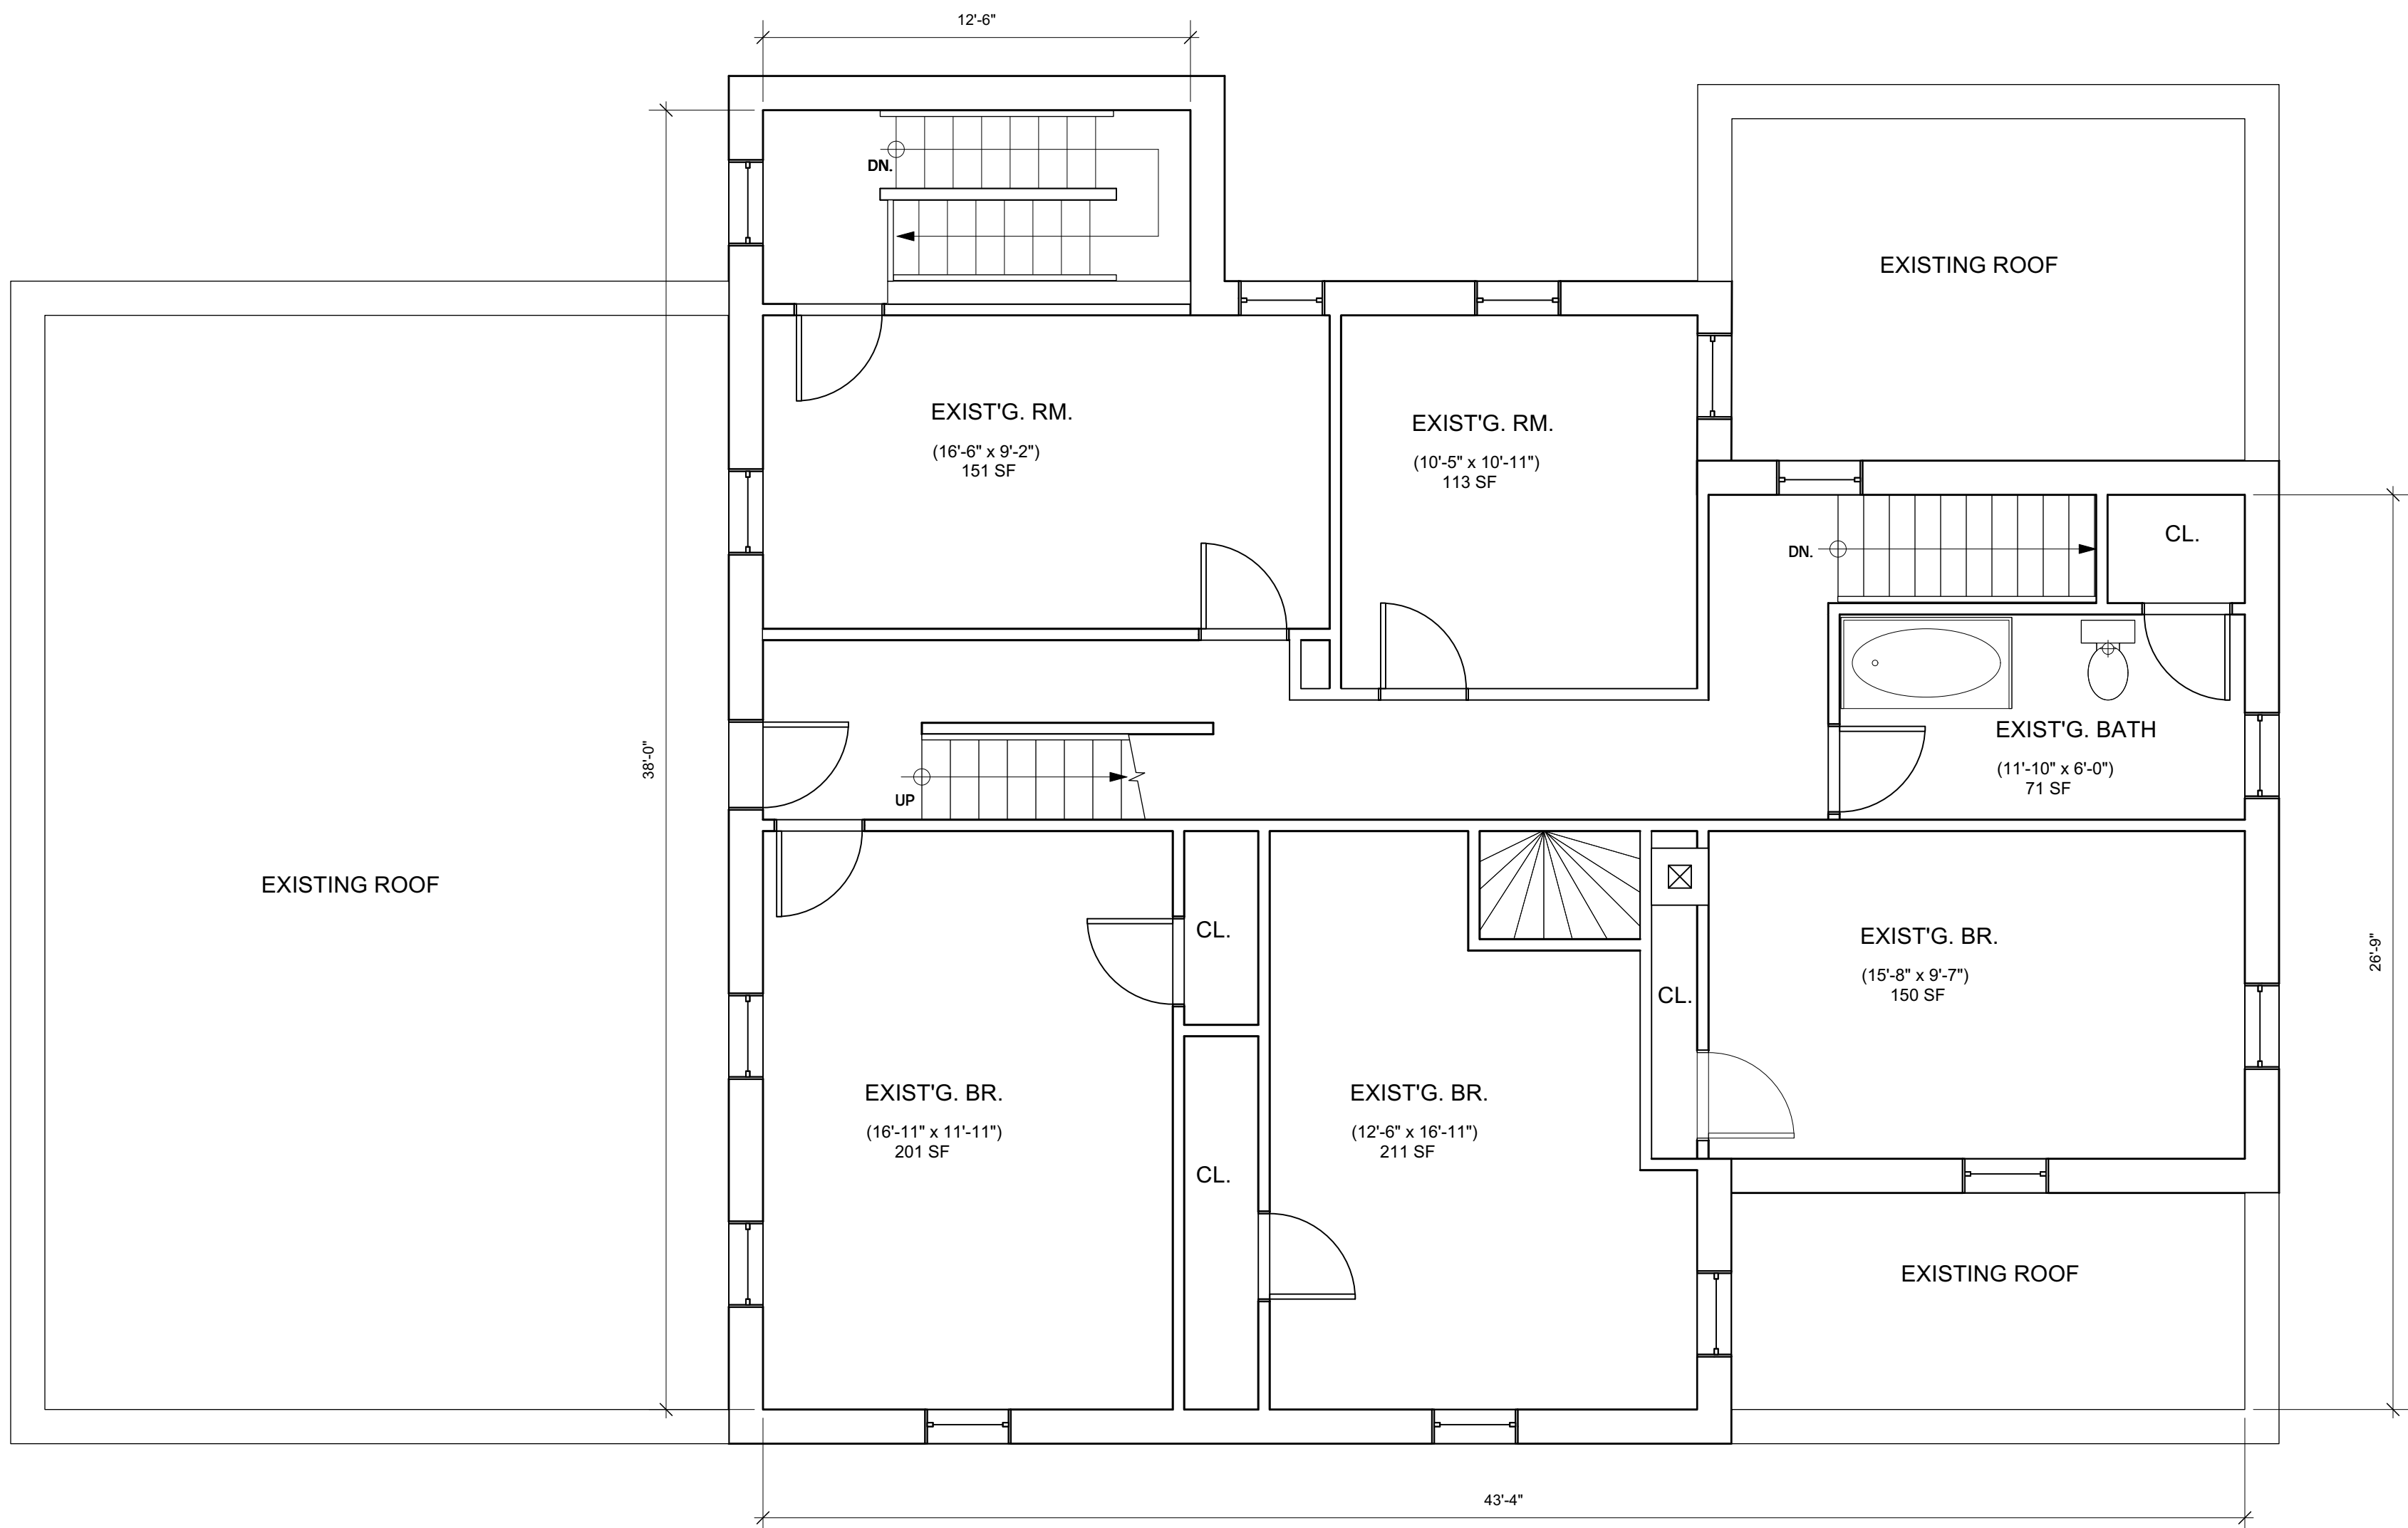 12'-6"
DN.
EXISTING ROOF
EXIST'G. RM.
(16'-6" x 9'-2")
151 SF
EXIST'G. RM.
(10'-5" x 10'-11")
113 SF
DN.
CL.
EXIST'G. BATH
(11'-10" x 6'-0")
71 SF
38'-0"
UP
EXISTING ROOF
CL.
EXIST'G. BR.
(15'-8" x 9'-7")
150 SF
26'-9"
CL.
EXIST'G. BR.
(16'-11" x 11'-11")
201 SF
EXIST'G. BR.
(12'-6" x 16'-11")
211 SF
CL.
EXISTING ROOF
43'-4"